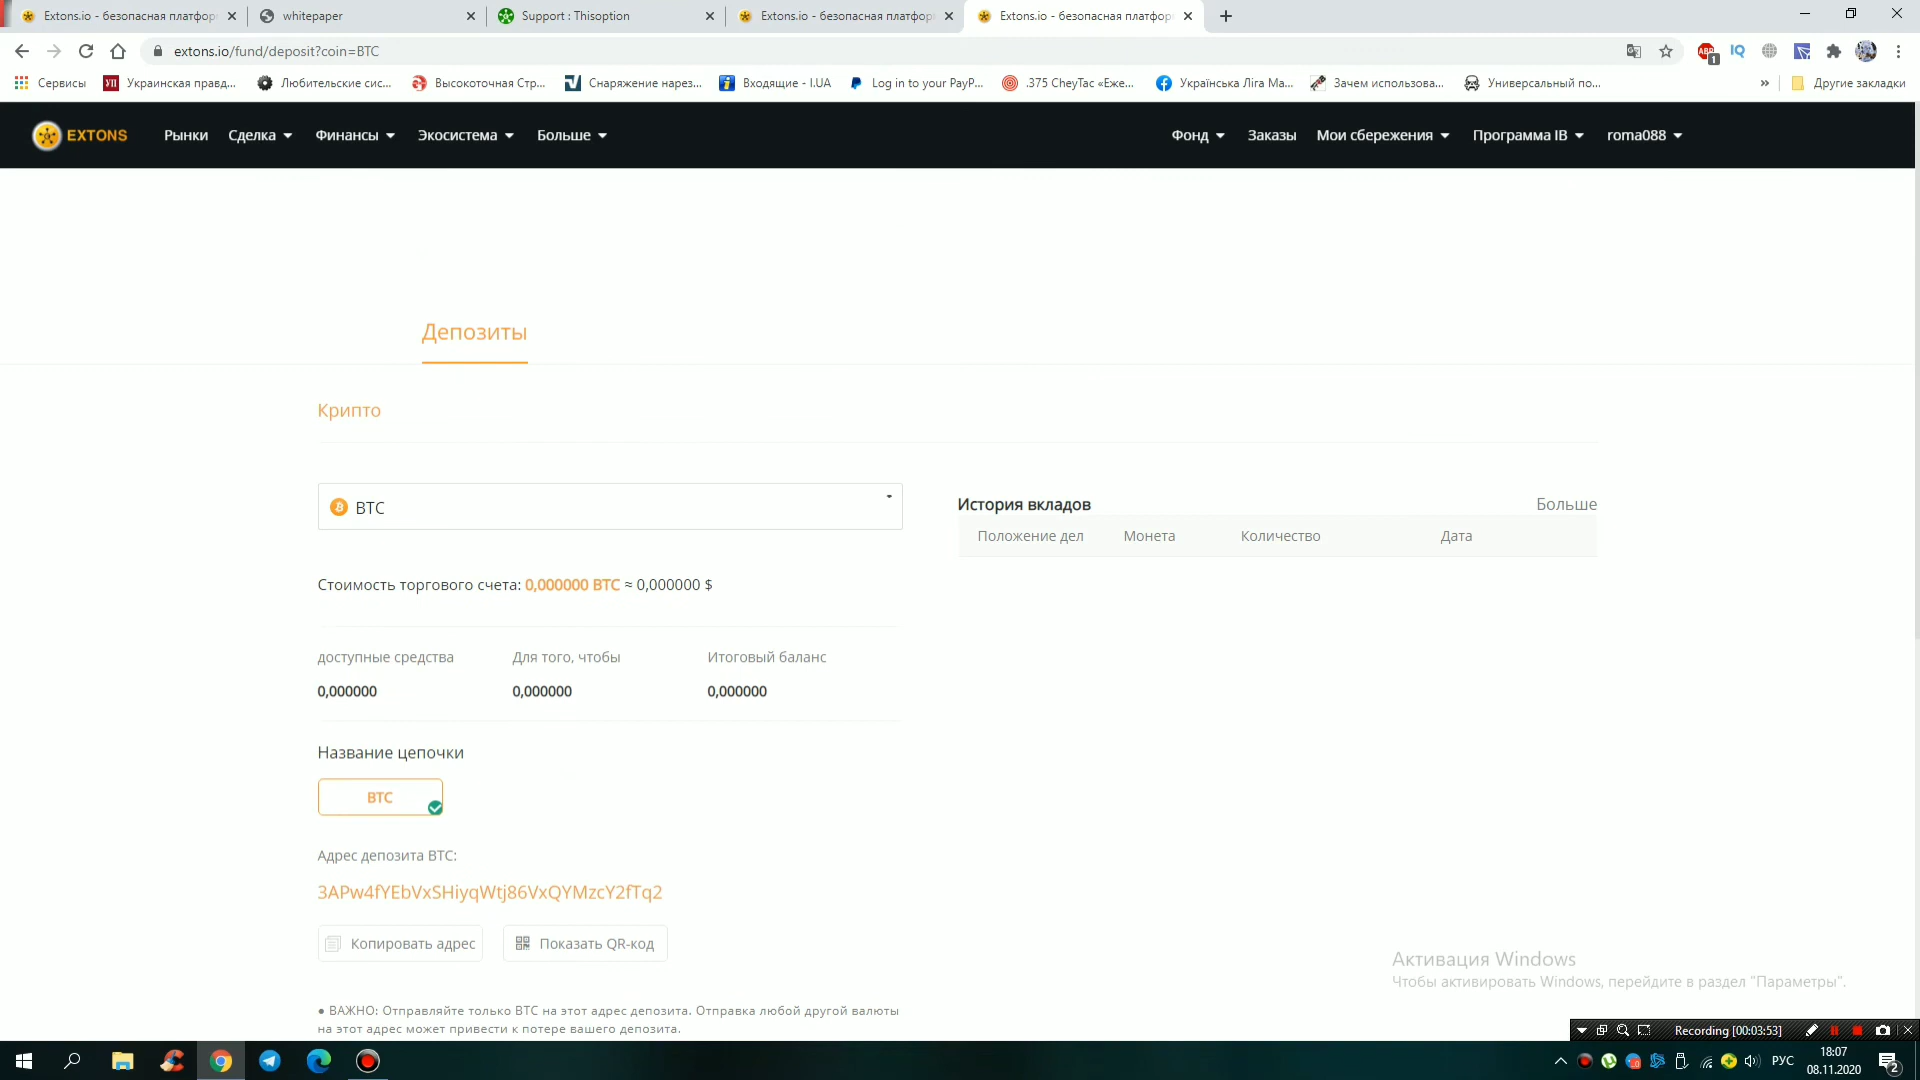 Extons.io - безопасная платфор
whitepaper
Support : Thisoption
Extons.io - безопасная платфор
Extons.io - безопасная платфор
extons.io/fund/deposit?coin=BTC
Сервисы
Украинская правд...
Любительские сис...
Высокоточная Стр...
Снаряжение нарез...
Входящие - I.UA
Log in to your PayP...
.375 CheyTac «Еже...
Українська Ліга Ма...
Зачем использова...
Универсальный по...
»
Другие закладки
EXTONS
Рынки
Сделка
Финансы
Экосистема
Больше
Фонд
Заказы
Мои сбережения
Программа IB
roma088
Депозиты
Крипто
BTC
История вкладов
Больше
Положение дел
Монета
Количество
Дата
Стоимость торгового счета: 0,000000 BTC ≈ 0,000000 $
доступные средства
Для того, чтобы
Итоговый баланс
0,000000
0,000000
0,000000
Название цепочки
BTC
Адрес депозита BTC:
3APw4fYEbVxSHiyqWtj86VxQYMzcY2fTq2
Копировать адрес
Показать QR-код
● ВАЖНО: Отправляйте только BTC на этот адрес депозита. Отправка любой другой валюты
на этот адрес может привести к потере вашего депозита.
Активация Windows
Чтобы активировать Windows, перейдите в раздел "Параметры".
Recording [00:03:53]
РУС
18:07
08.11.2020
2